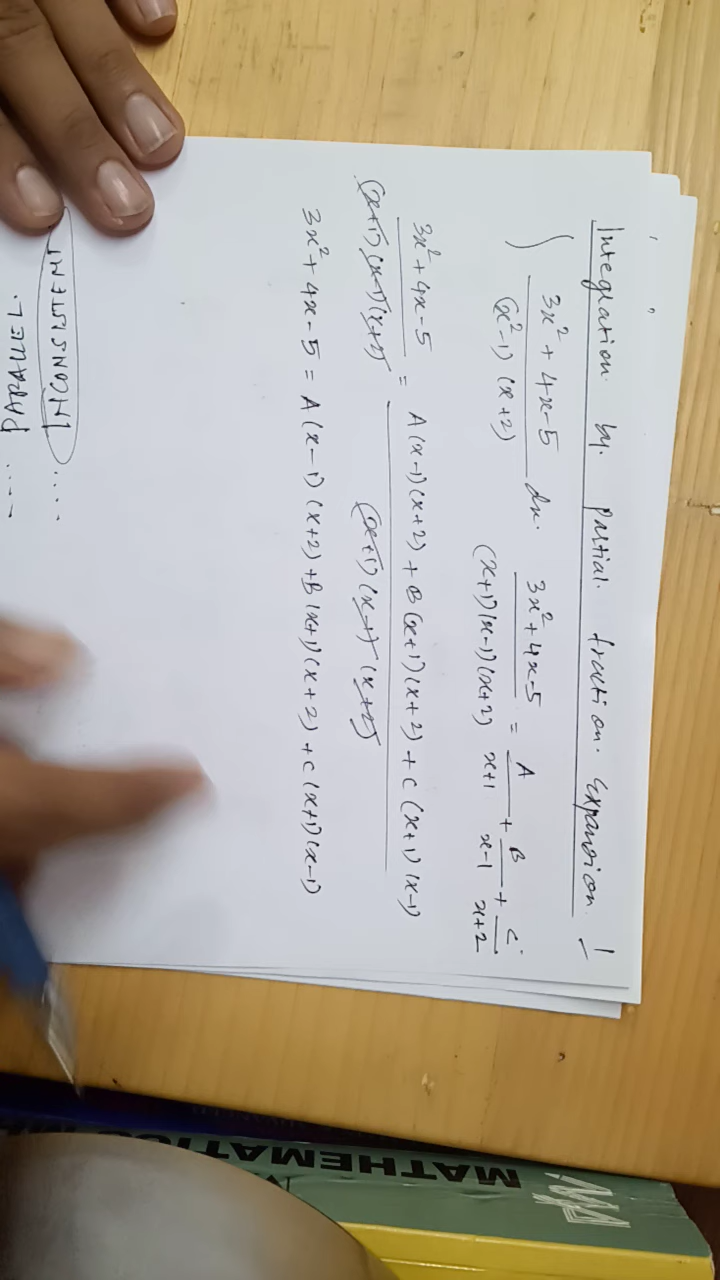 Integration by. partial. fraction. Expansion. !
∫ 3x² + 4x - 5 / (x² - 1) (x + 2) dx. 3x² + 4x - 5 / (x+1)(x-1)(x+2) = A / x+1 + B / x-1 + C / x+2
3x² + 4x - 5 / (x+1) (x-1) (x+2) = A (x-1)(x+2) + B (x+1)(x+2) + C (x+1) (x-1) / (x+1) (x-1) (x+2)
3x² + 4x - 5 = A (x-1) (x+2) + B (x+1) (x+2) + C (x+1) (x-1)
INCONSISTENT ....
PARALLEL. ....
MATHEMATICS